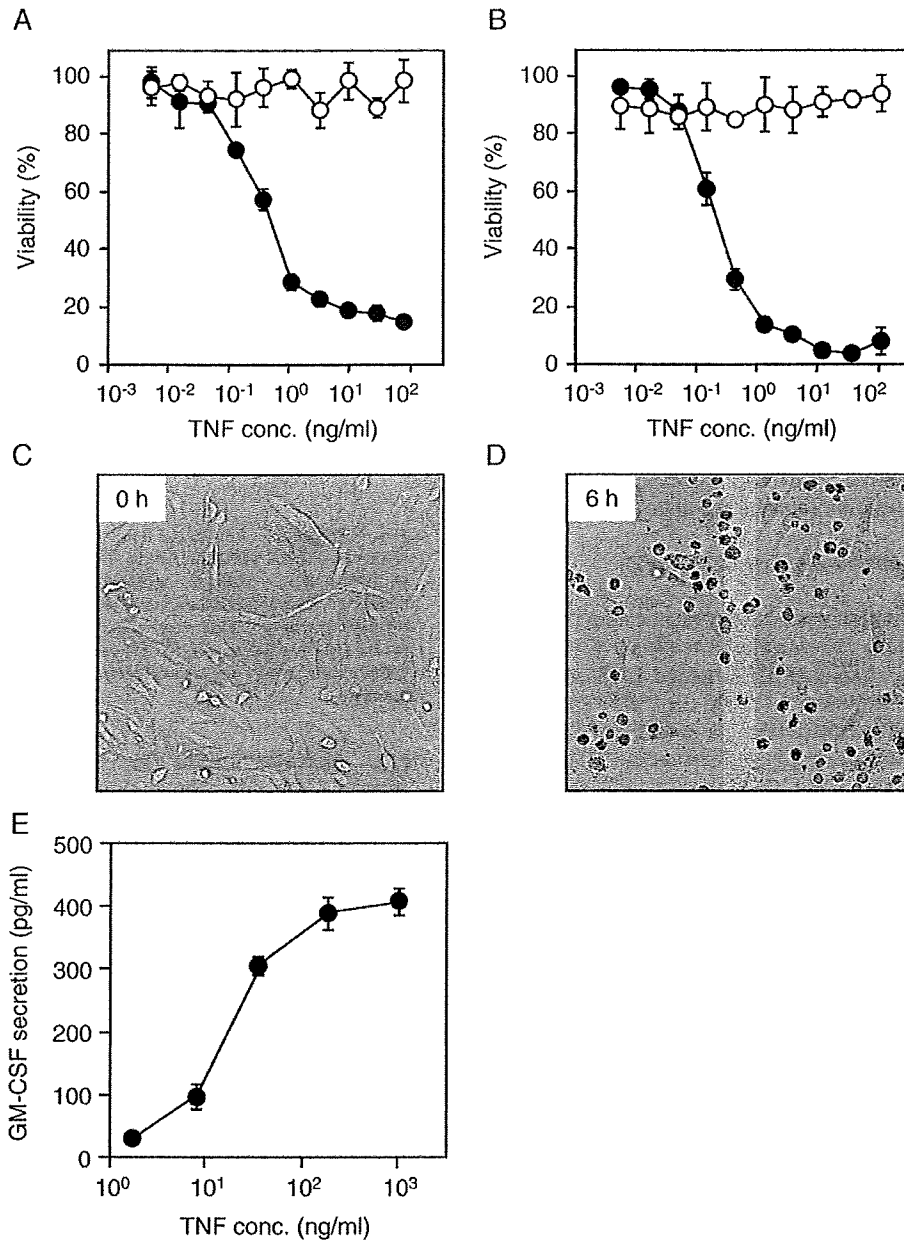 A
Viability (%)
100
80
60
40
20
0
10-3 10-2 10-1 100 101 102
TNF conc. (ng/ml)
B
Viability (%)
100
80
60
40
20
0
10-3 10-2 10-1 100 101 102
TNF conc. (ng/ml)
C
0 h
D
6 h
E
GM-CSF secretion (pg/ml)
500
400
300
200
100
0
100 101 102 103
TNF conc. (ng/ml)